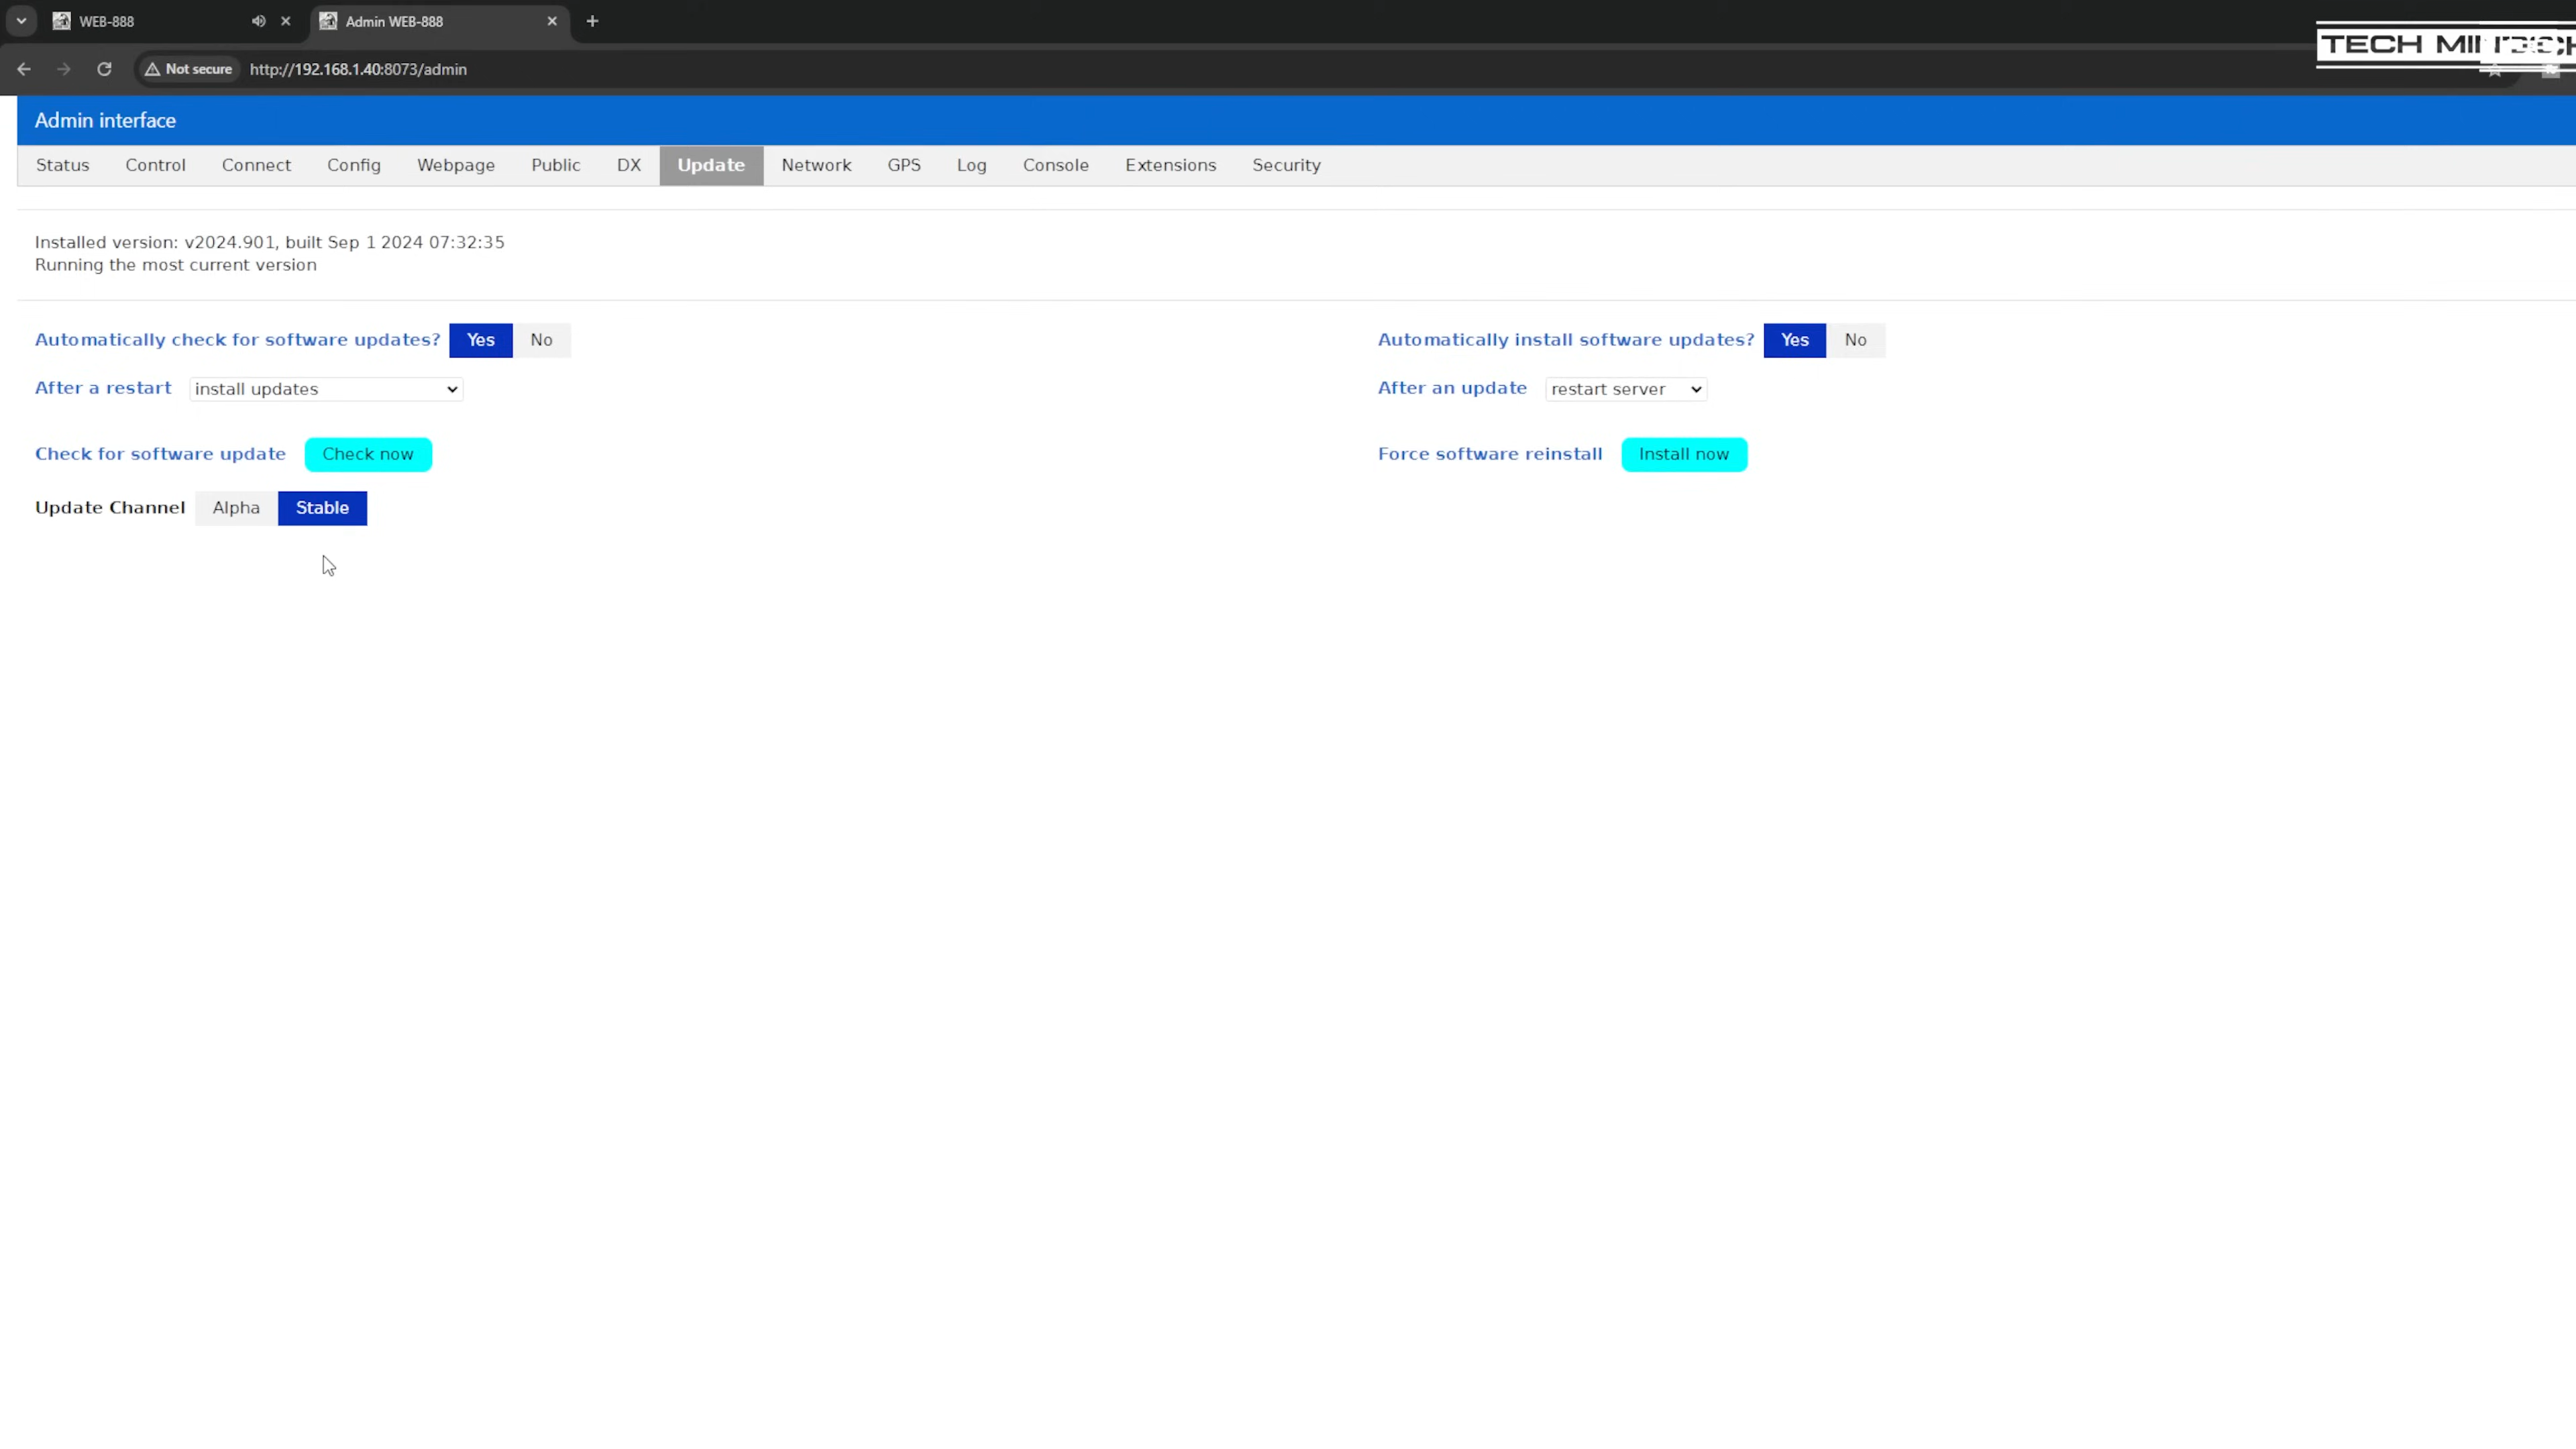 WEB-888
Admin WEB-888
TECH MIN
Not secure
http://192.168.1.40:8073/admin
Admin interface
Status Control Connect Config Webpage Public DX Update Network GPS Log Console Extensions Security
Installed version: v2024.901, built Sep 1 2024 07:32:35
Running the most current version
Automatically check for software updates? Yes No
Automatically install software updates? Yes No
After a restart install updates
After an update restart server
Check for software update Check now
Force software reinstall Install now
Update Channel Alpha Stable